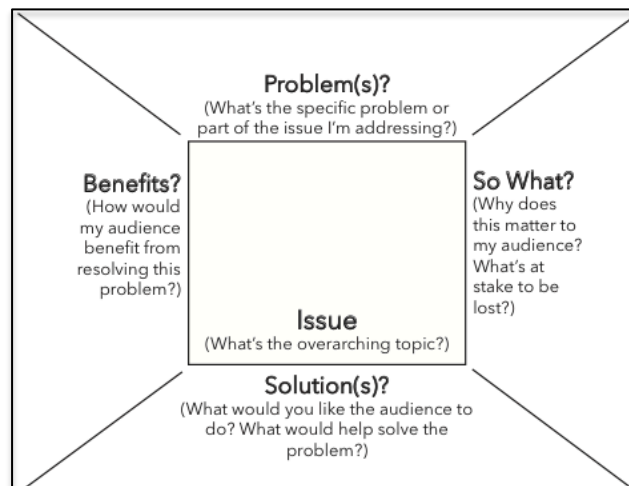 Problem(s)?
(What's the specific problem or
part of the issue I'm addressing?)
Benefits?
(How would
my audience
benefit from
resolving this
problem?)
So What?
(Why does
this matter to
my audience?
What's at
stake to be
lost?)
Issue
(What's the overarching topic?)
Solution(s)?
(What would you like the audience to
do? What would help solve the
problem?)